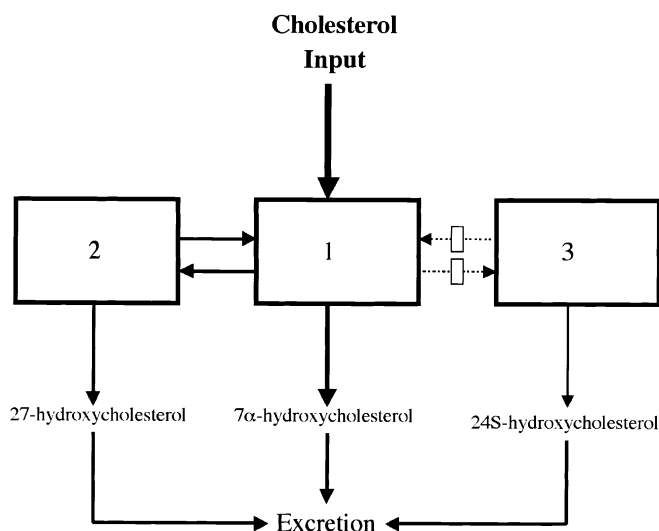 Cholesterol
Input
2
1
3
27-hydroxycholesterol
7α-hydroxycholesterol
24S-hydroxycholesterol
Excretion